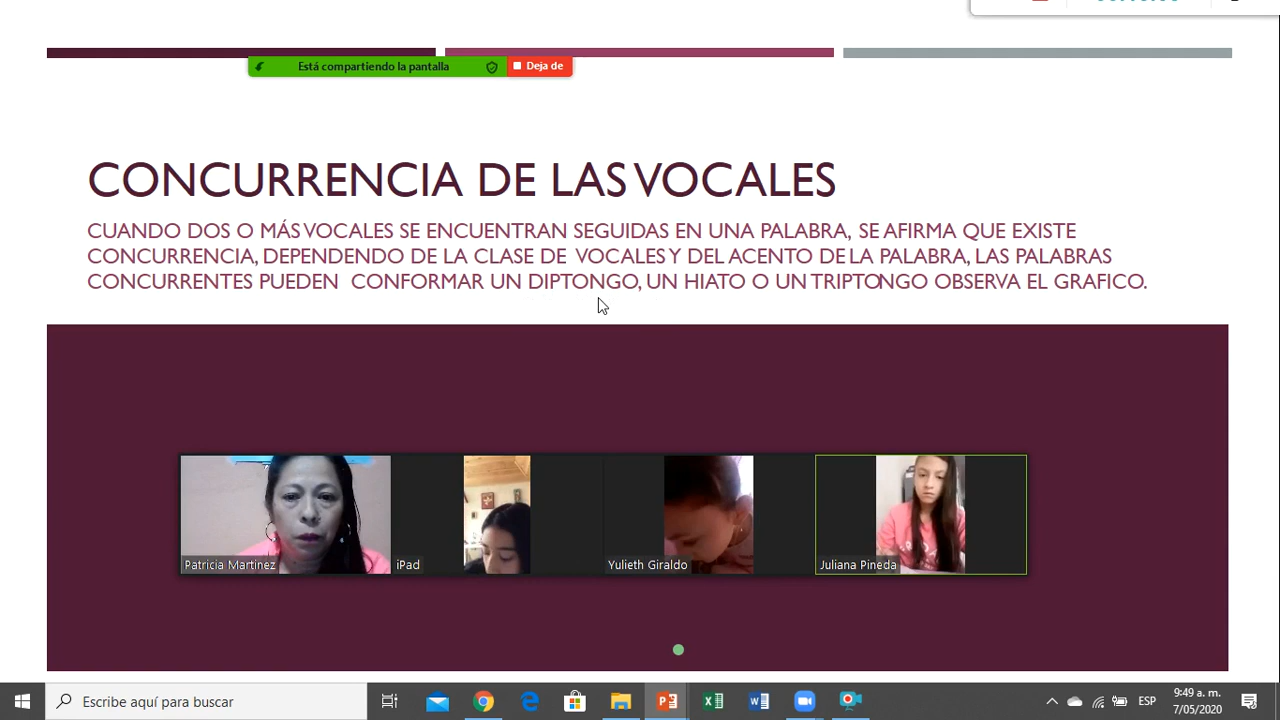 Está compartiendo la pantalla
Deja de
CONCURRENCIA DE LAS VOCALES
CUANDO DOS O MÁS VOCALES SE ENCUENTRAN SEGUIDAS EN UNA PALABRA, SE AFIRMA QUE EXISTE
CONCURRENCIA, DEPENDIENDO DE LA CLASE DE VOCALES Y DEL ACENTO DE LA PALABRA, LAS PALABRAS
CONCURRENTES PUEDEN CONFORMAR UN DIPTONGO, UN HIATO O UN TRIPTONGO OBSERVA EL GRAFICO.
Patricia Martinez
iPad
Yulieth Giraldo
Juliana Pineda
Escribe aquí para buscar
ESP
9:49 a. m.
7/05/2020